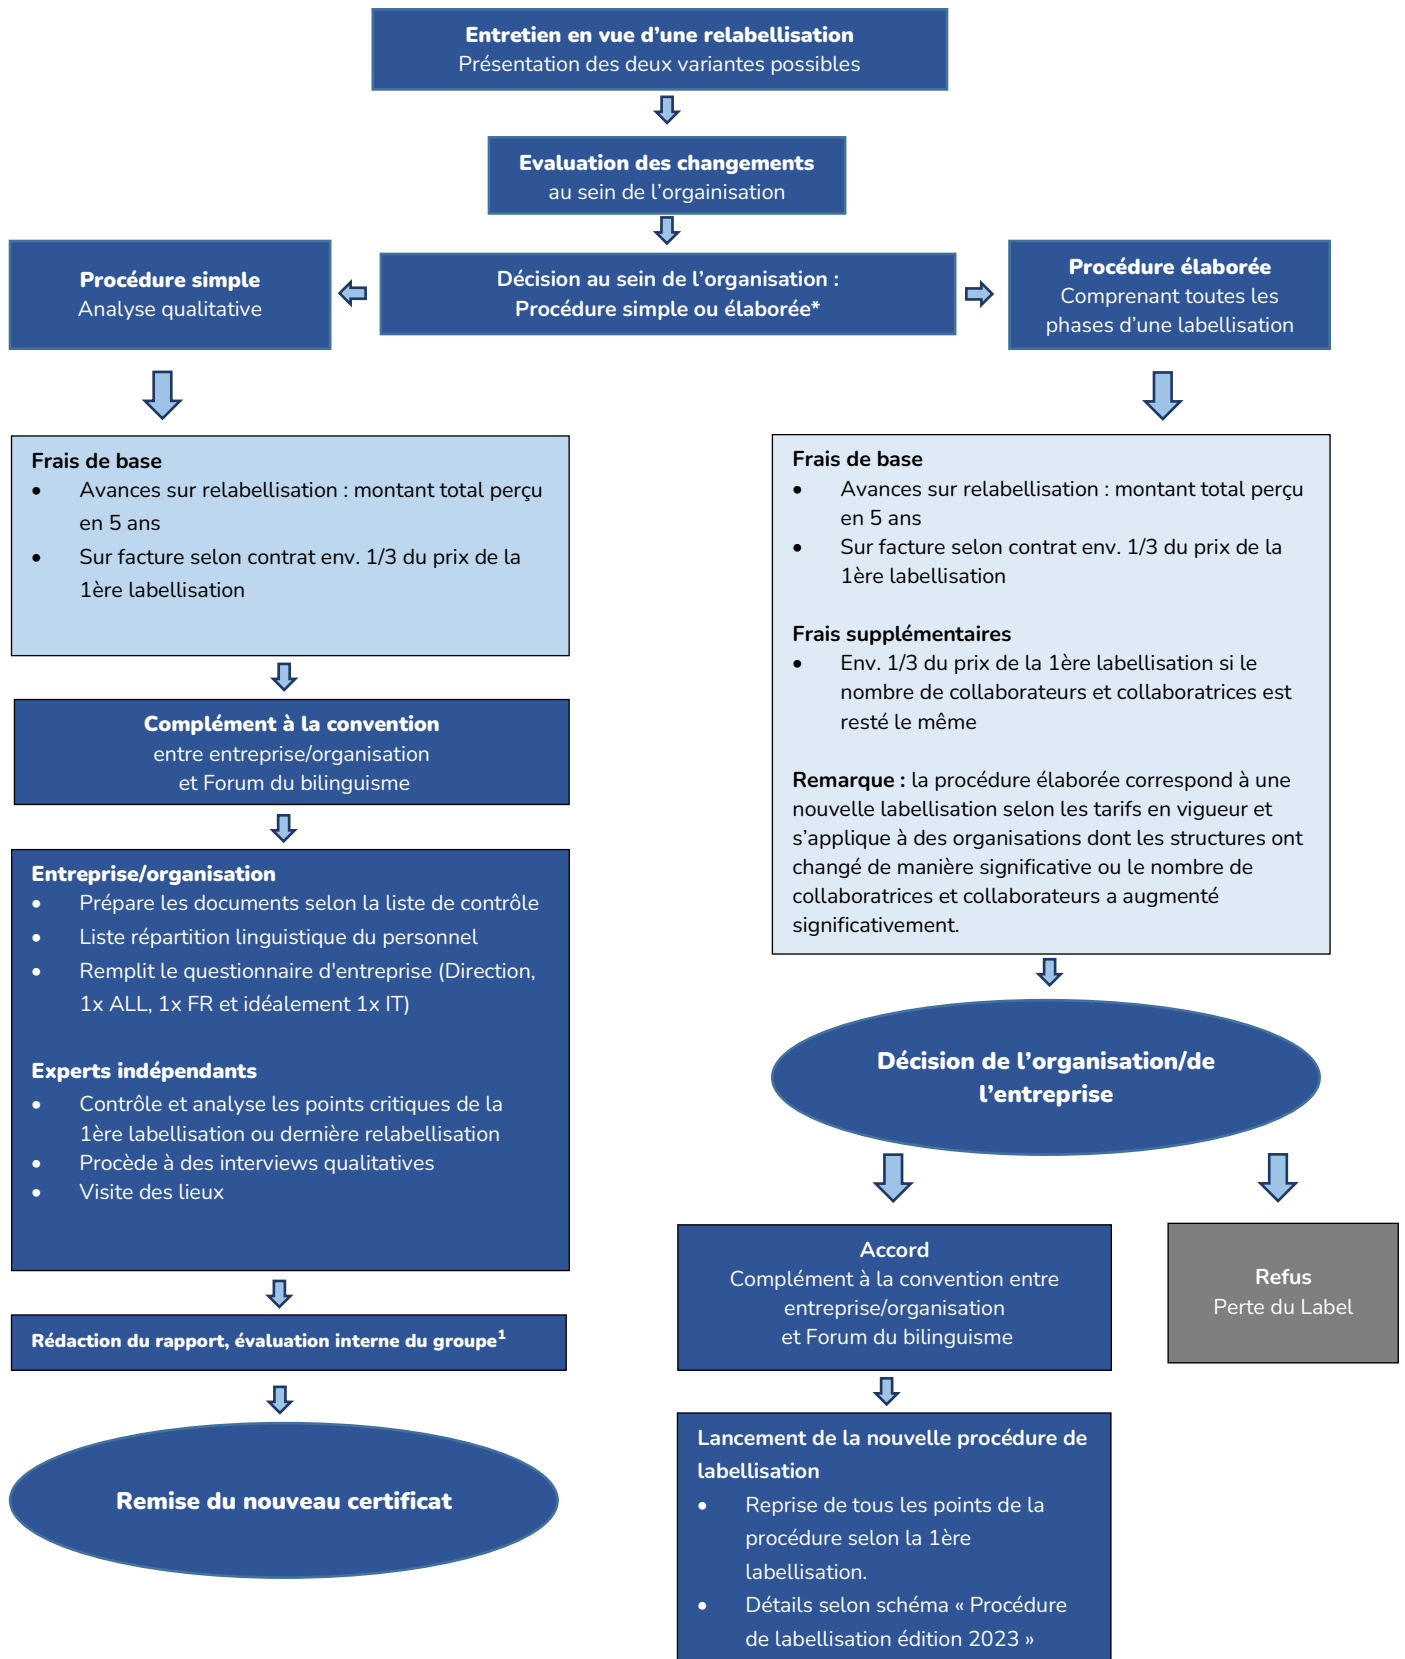 Entretien en vue d’une relabellisation
Présentation des deux variantes possibles
Evaluation des changements
au sein de l’orgainisation
Décision au sein de l’organisation :
Procédure simple ou élaborée*
Procédure simple
Analyse qualitative
Procédure élaborée
Comprenant toutes les
phases d’une labellisation
Frais de base
• Avances sur relabellisation : montant total perçu
en 5 ans
• Sur facture selon contrat env. 1/3 du prix de la
1ère labellisation
Complément à la convention
entre entreprise/organisation
et Forum du bilinguisme
Entreprise/organisation
• Prépare les documents selon la liste de contrôle
• Liste répartition linguistique du personnel
• Remplit le questionnaire d'entreprise (Direction,
1x ALL, 1x FR et idéalement 1x IT)
Experts indépendants
• Contrôle et analyse les points critiques de la
1ère labellisation ou dernière relabellisation
• Procède à des interviews qualitatives
• Visite des lieux
Rédaction du rapport, évaluation interne du groupe¹
Remise du nouveau certificat
Frais de base
• Avances sur relabellisation : montant total perçu
en 5 ans
• Sur facture selon contrat env. 1/3 du prix de la
1ère labellisation
Frais supplémentaires
• Env. 1/3 du prix de la 1ère labellisation si le
nombre de collaborateurs et collaboratrices est
resté le même
Remarque : la procédure élaborée correspond à une
nouvelle labellisation selon les tarifs en vigueur et
s’applique à des organisations dont les structures ont
changé de manière significative ou le nombre de
collaboratrices et collaborateurs a augmenté
significativement.
Décision de l’organisation/de
l’entreprise
Accord
Complément à la convention entre
entreprise/organisation
et Forum du bilinguisme
Refus
Perte du Label
Lancement de la nouvelle procédure de
labellisation
• Reprise de tous les points de la
procédure selon la 1ère
labellisation.
• Détails selon schéma « Procédure
de labellisation édition 2023 »